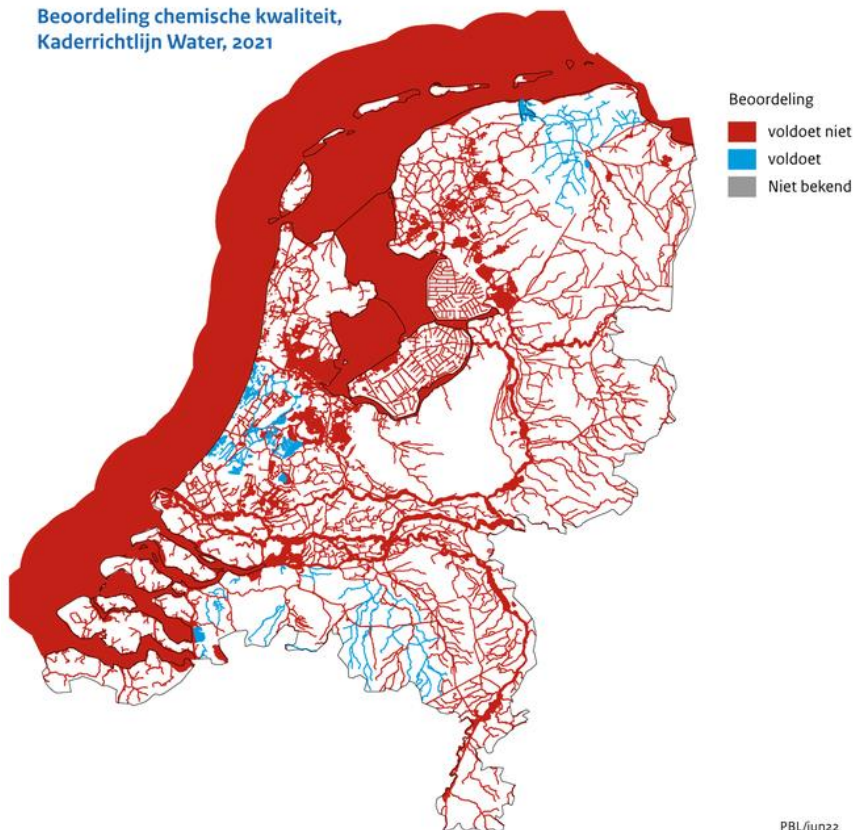 Beoordeling chemische kwaliteit,
Kaderrichtlijn Water, 2021
Beoordeling
voldoet niet
voldoet
Niet bekend
PBL/jun22